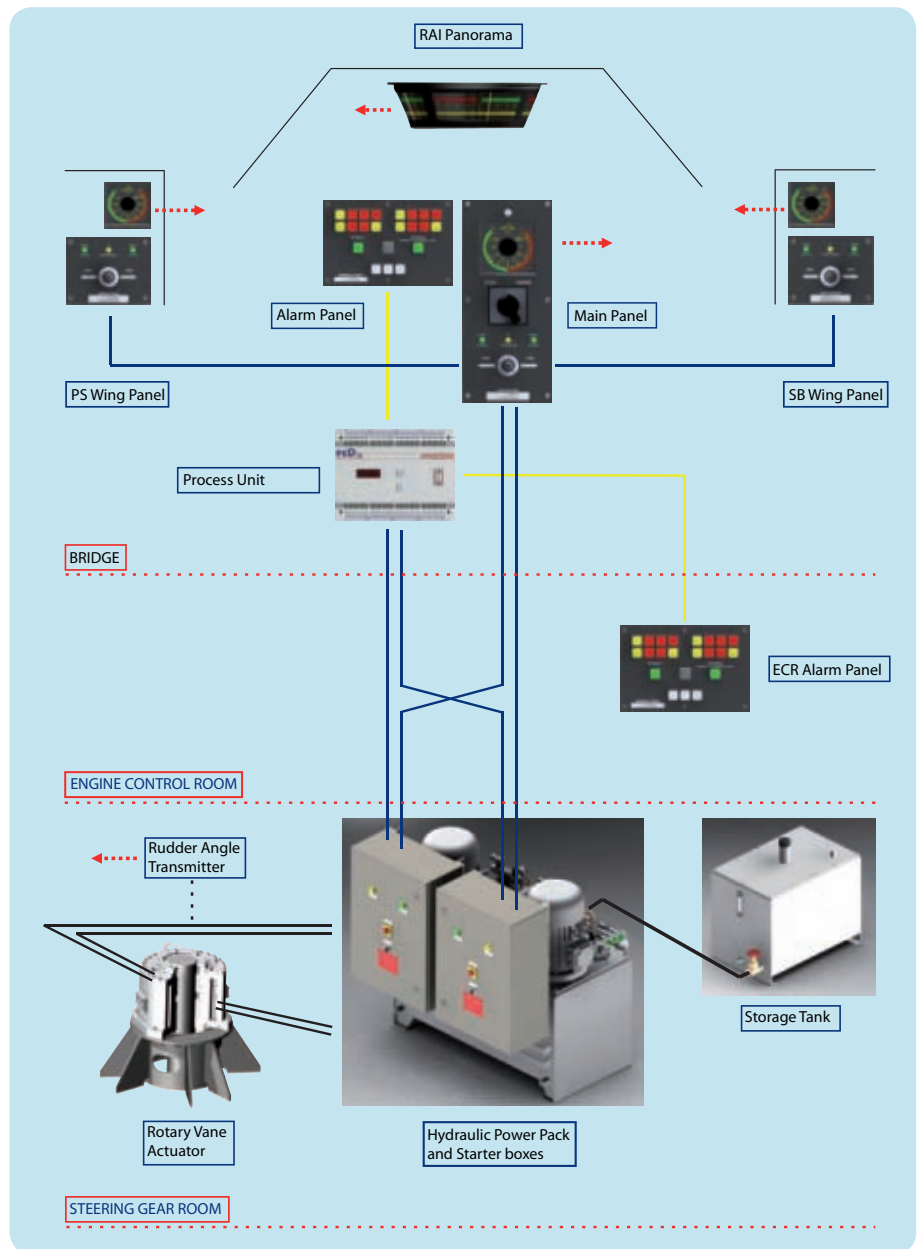 RAI Panorama
Alarm Panel
Main Panel
PS Wing Panel
SB Wing Panel
Process Unit
BRIDGE
ECR Alarm Panel
ENGINE CONTROL ROOM
Rudder Angle
Transmitter
Storage Tank
Rotary Vane
Actuator
Hydraulic Power Pack
and Starter boxes
STEERING GEAR ROOM